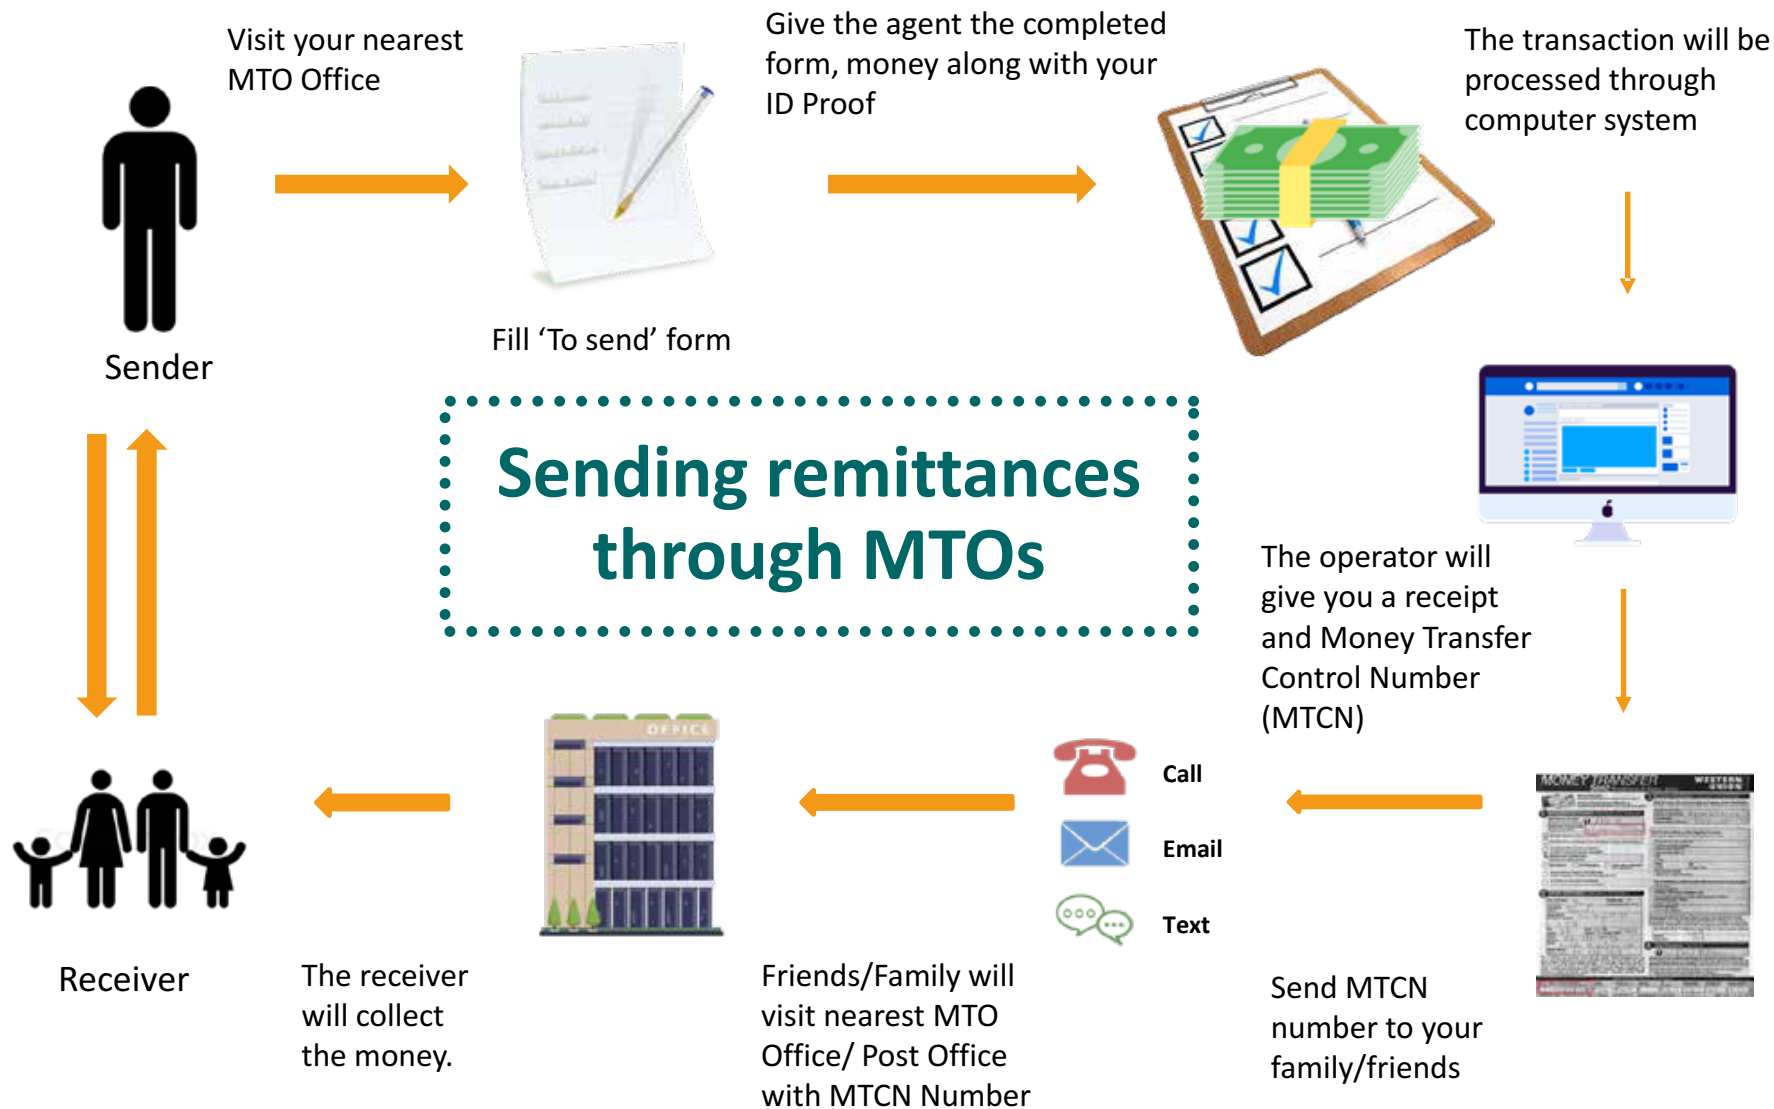 Visit your nearest
MTO Office
Give the agent the completed
form, money along with your
ID Proof
The transaction will be
processed through
computer system
Sender
Fill ‘To send’ form
Sending remittances
through MTOs
The operator will
give you a receipt
and Money Transfer
Control Number
(MTCN)
OFFICE
Call
Email
Text
MONEY TRANSFER
WESTERN
UNION
Receiver
The receiver
will collect
the money.
Friends/Family will
visit nearest MTO
Office/ Post Office
with MTCN Number
Send MTCN
number to your
family/friends